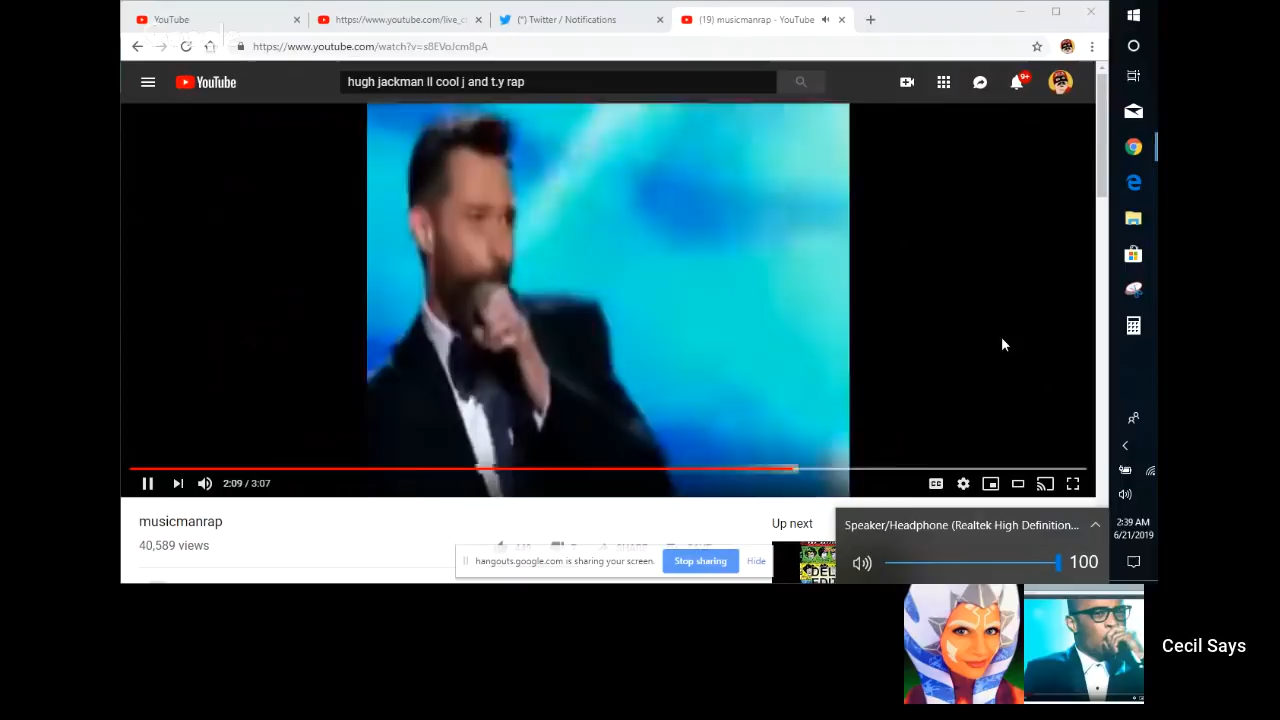 YouTube
https://www.youtube.com/live_c
(*) Twitter / Notifications
(19) musicmanrap - YouTube
https://www.youtube.com/watch?v=s8EVoJcm8pA
YouTube
hugh jackman ll cool j and t.y rap
9+
2:09 / 3:07
CC
musicmanrap
40,589 views
Up next
Speaker/Headphone (Realtek High Definition...
100
hangouts.google.com is sharing your screen.
Stop sharing
Hide
2:39 AM
6/21/2019
Cecil Says